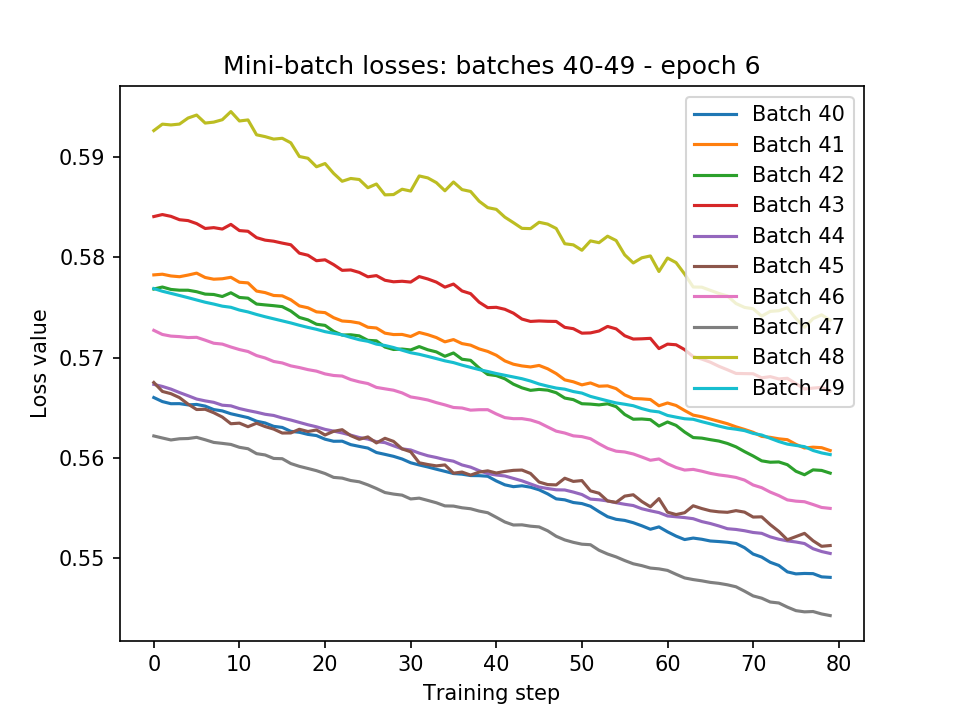 Mini-batch losses: batches 40-49 - epoch 6
Loss value
0.59
0.58
0.57
0.56
0.55
Batch 40
Batch 41
Batch 42
Batch 43
Batch 44
Batch 45
Batch 46
Batch 47
Batch 48
Batch 49
0 10 20 30 40 50 60 70 80
Training step